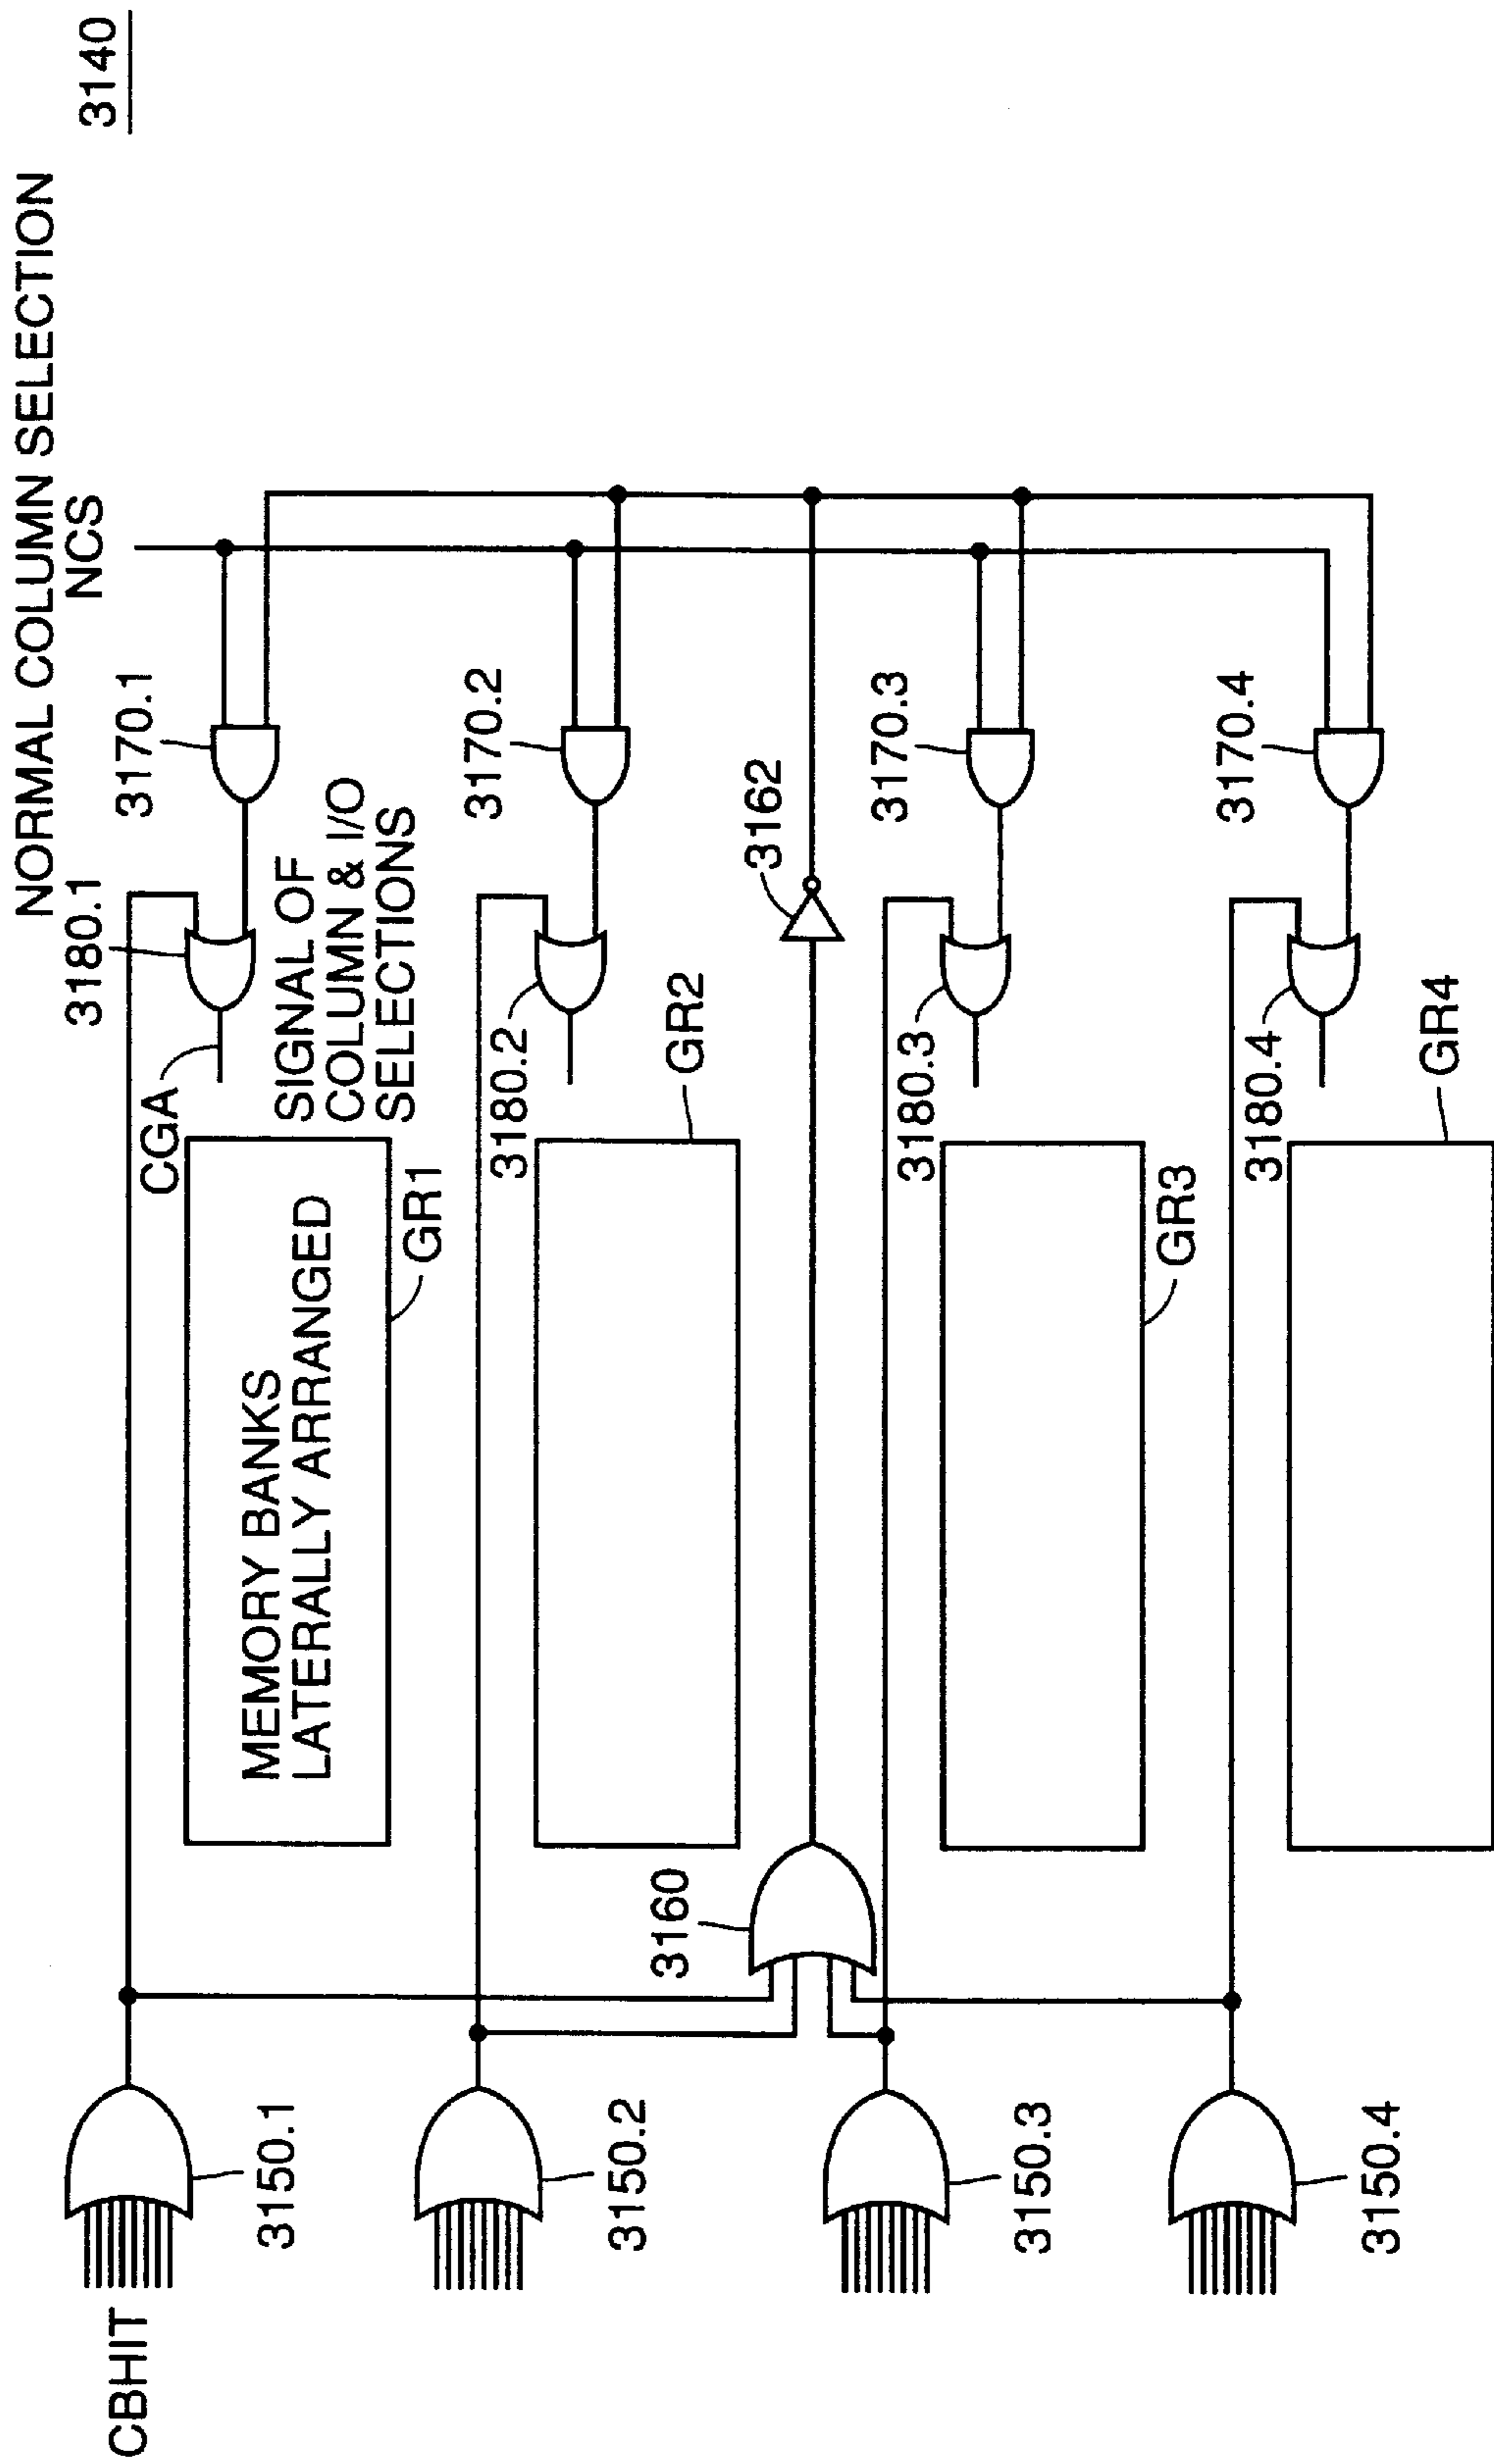 3140
NORMAL COLUMN SELECTION
NCS
CBHIT
3150.1
3180.1
3170.1
CGA
MEMORY BANKS
LATERALLY ARRANGED
SIGNAL OF
COLUMN & I/O
SELECTIONS
GR1
3150.2
3180.2
3170.2
GR2
3160
3162
3150.3
3180.3
3170.3
GR3
3150.4
3180.4
3170.4
GR4